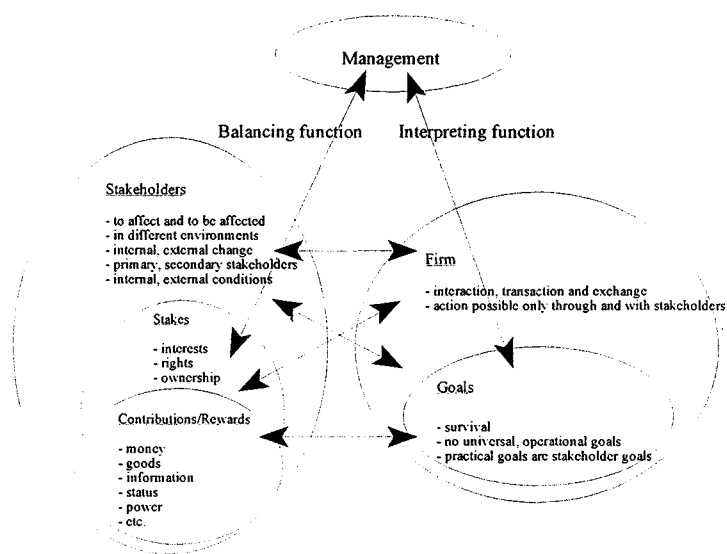 Management
Balancing function
Interpreting function
Stakeholders
- to affect and to be affected
- in different environments
- internal, external change
- primary, secondary stakeholders
- internal, external conditions
Firm
- interaction, transaction and exchange
- action possible only through and with stakeholders
Stakes
- interests
- rights
- ownership
Goals
- survival
- no universal, operational goals
- practical goals are stakeholder goals
Contributions/Rewards
- money
- goods
- information
- status
- power
- etc.